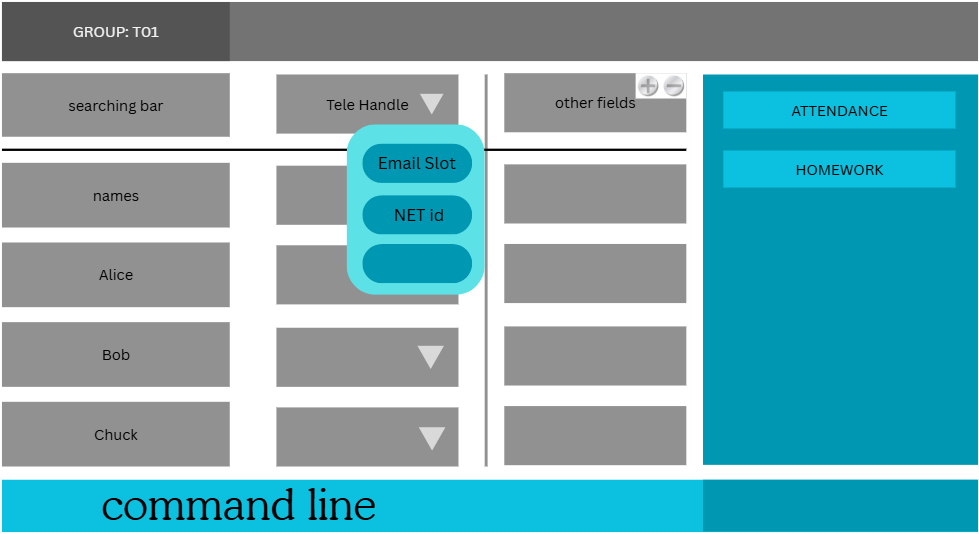 GROUP: T01
searching bar
Tele Handle
other fields
ATTENDANCE
Email Slot
HOMEWORK
names
NET id
Alice
Bob
Chuck
command line